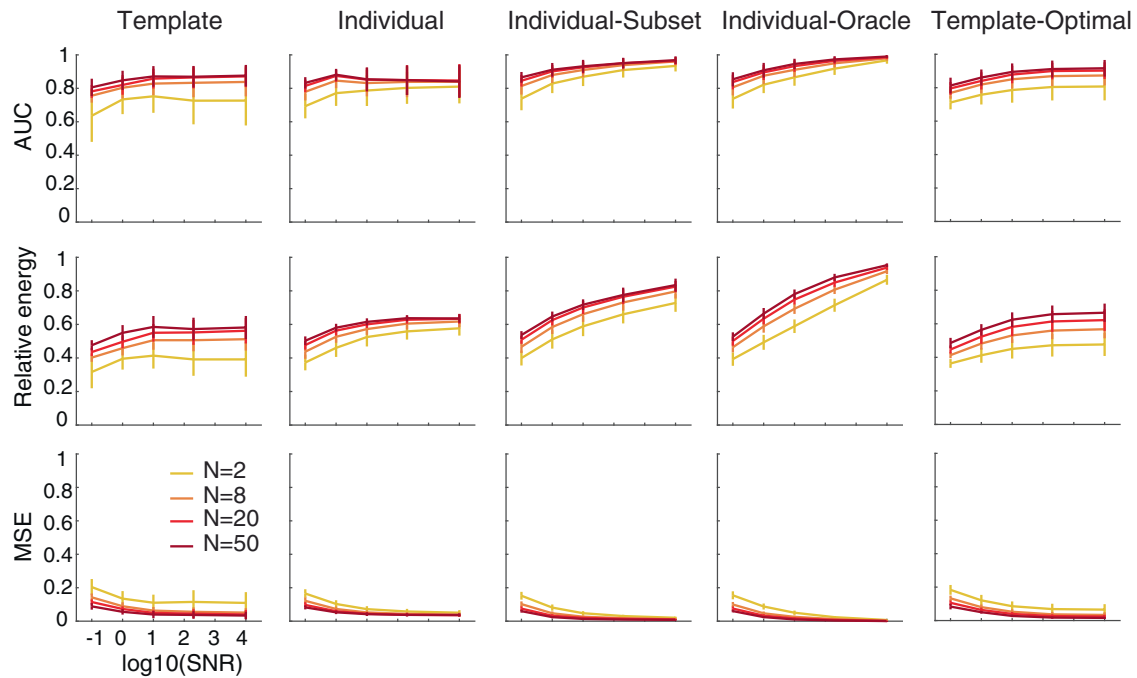 Template Individual Individual-Subset Individual-Oracle Template-Optimal
AUC
1
0.8
0.6
0.4
0.2
0
Relative energy
1
0.8
0.6
0.4
0.2
0
MSE
1
0.8
0.6
0.4
0.2
0
N=2
N=8
N=20
N=50
-1 0 1 2 3 4
log10(SNR)